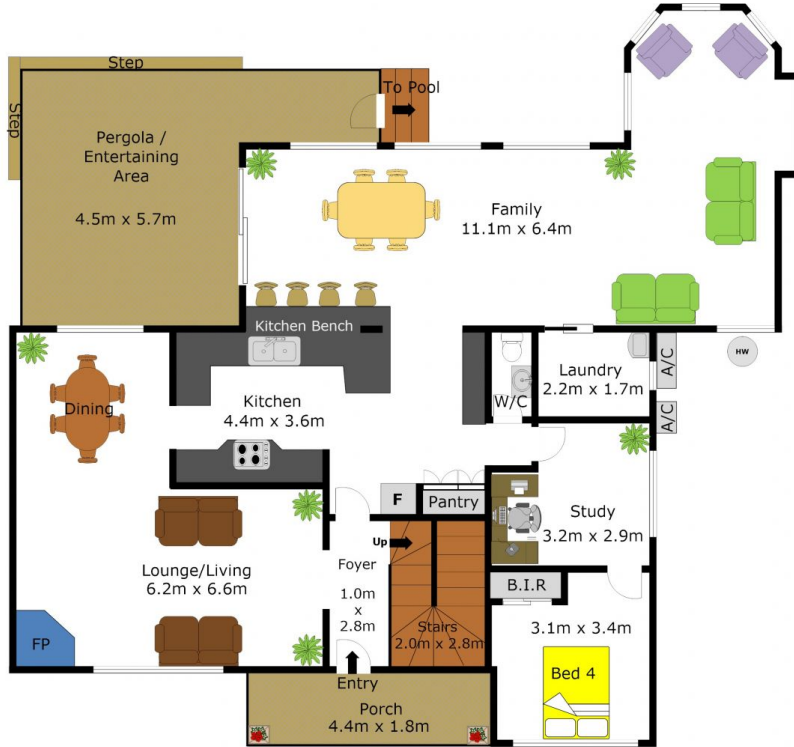 Step
Step
To Pool
Pergola /
Entertaining
Area
4.5m x 5.7m
Family
11.1m x 6.4m
Kitchen Bench
Dining
Kitchen
4.4m x 3.6m
W/C
Laundry
2.2m x 1.7m
A/C
HW
A/C
F
Pantry
Study
3.2m x 2.9m
Up
Foyer
1.0m
x
2.8m
Lounge/Living
6.2m x 6.6m
FP
Stairs
2.0m x 2.8m
B.I.R
3.1m x 3.4m
Bed 4
Entry
Porch
4.4m x 1.8m